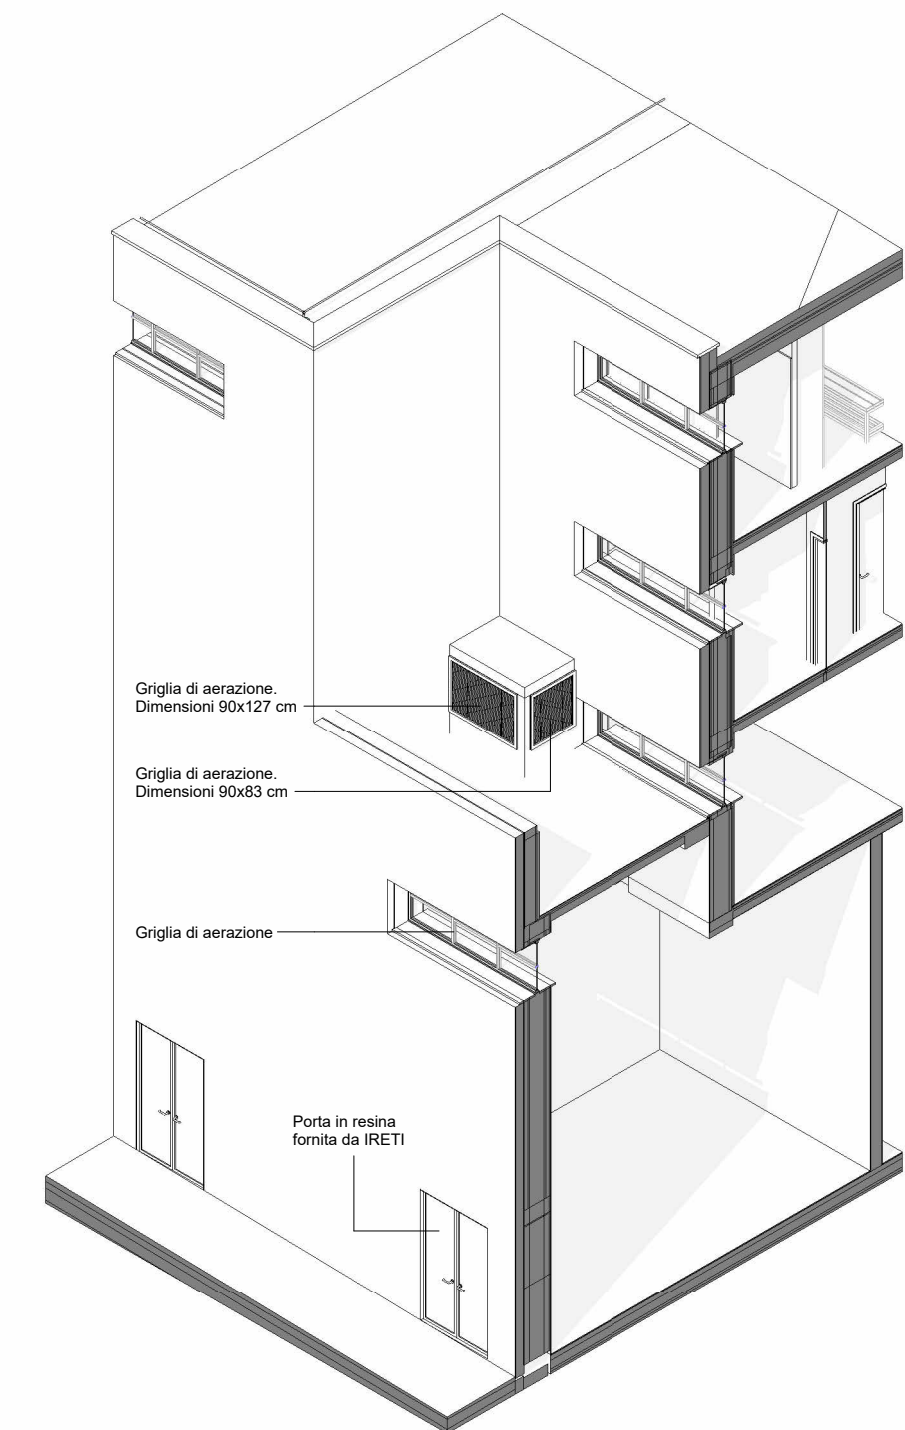 Griglia di aerazione.
Dimensioni 90x127 cm
Griglia di aerazione.
Dimensioni 90x83 cm
Griglia di aerazione
Porta in resina
fornita da IRETI